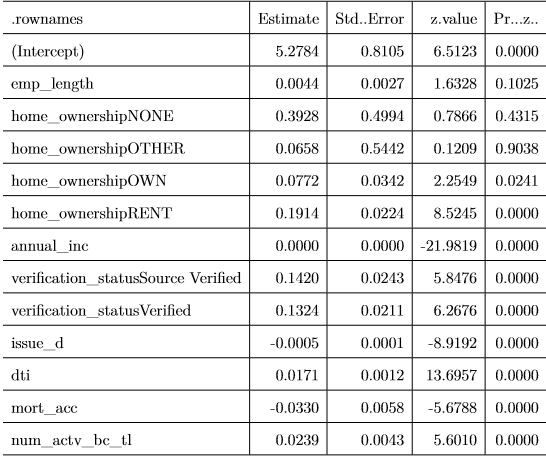 .rownames Estimate Std..Error z.value Pr...z..
(Intercept) 5.2784 0.8105 6.5123 0.0000
emp_length 0.0044 0.0027 1.6328 0.1025
home_ownershipNONE 0.3928 0.4994 0.7866 0.4315
home_ownershipOTHER 0.0658 0.5442 0.1209 0.9038
home_ownershipOWN 0.0772 0.0342 2.2549 0.0241
home_ownershipRENT 0.1914 0.0224 8.5245 0.0000
annual_inc 0.0000 0.0000 -21.9819 0.0000
verification_statusSource Verified 0.1420 0.0243 5.8476 0.0000
verification_statusVerified 0.1324 0.0211 6.2676 0.0000
issue_d -0.0005 0.0001 -8.9192 0.0000
dti 0.0171 0.0012 13.6957 0.0000
mort_acc -0.0330 0.0058 -5.6788 0.0000
num_actv_bc_tl 0.0239 0.0043 5.6010 0.0000